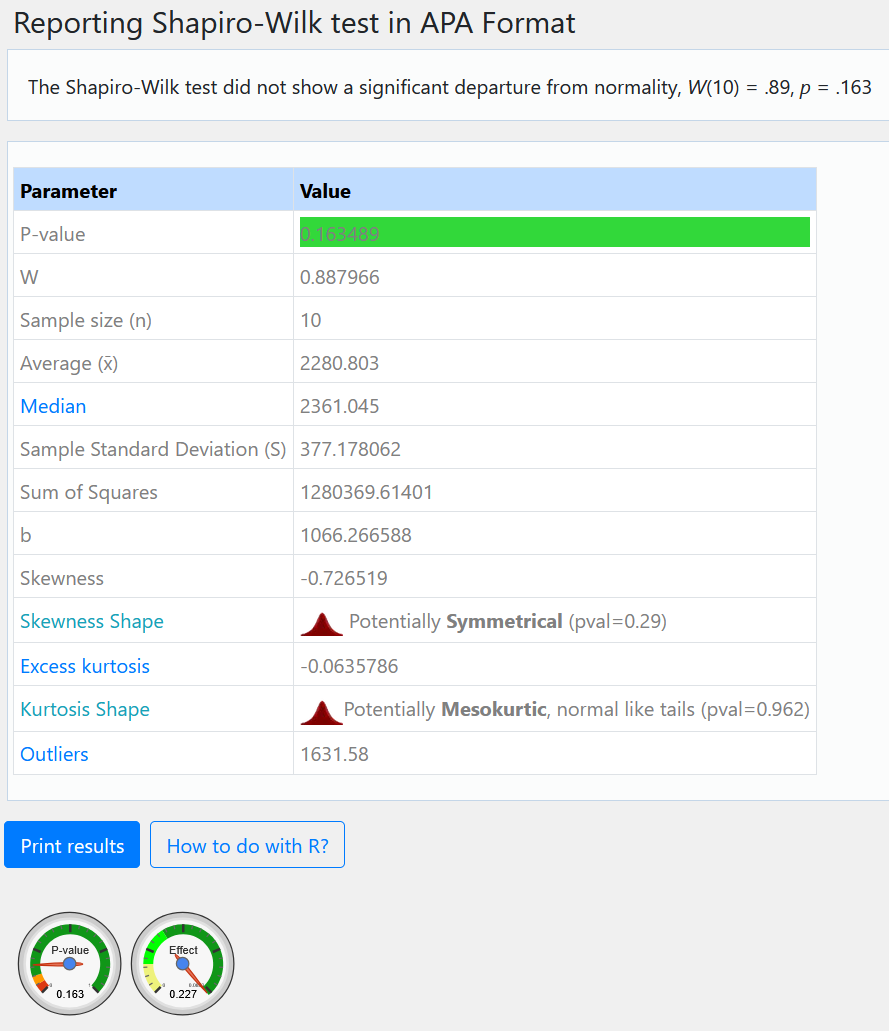 Reporting Shapiro-Wilk test in APA Format
The Shapiro-Wilk test did not show a significant departure from normality, W(10) = .89, p = .163
Parameter Value
P-value 0.163489
W 0.887966
Sample size (n) 10
Average (x̄) 2280.803
Median 2361.045
Sample Standard Deviation (S) 377.178062
Sum of Squares 1280369.61401
b 1066.266588
Skewness -0.726519
Skewness Shape Potentially Symmetrical (pval=0.29)
Excess kurtosis -0.0635786
Kurtosis Shape Potentially Mesokurtic, normal like tails (pval=0.962)
Outliers 1631.58
Print results How to do with R?
P-value Effect
0.163 0.227